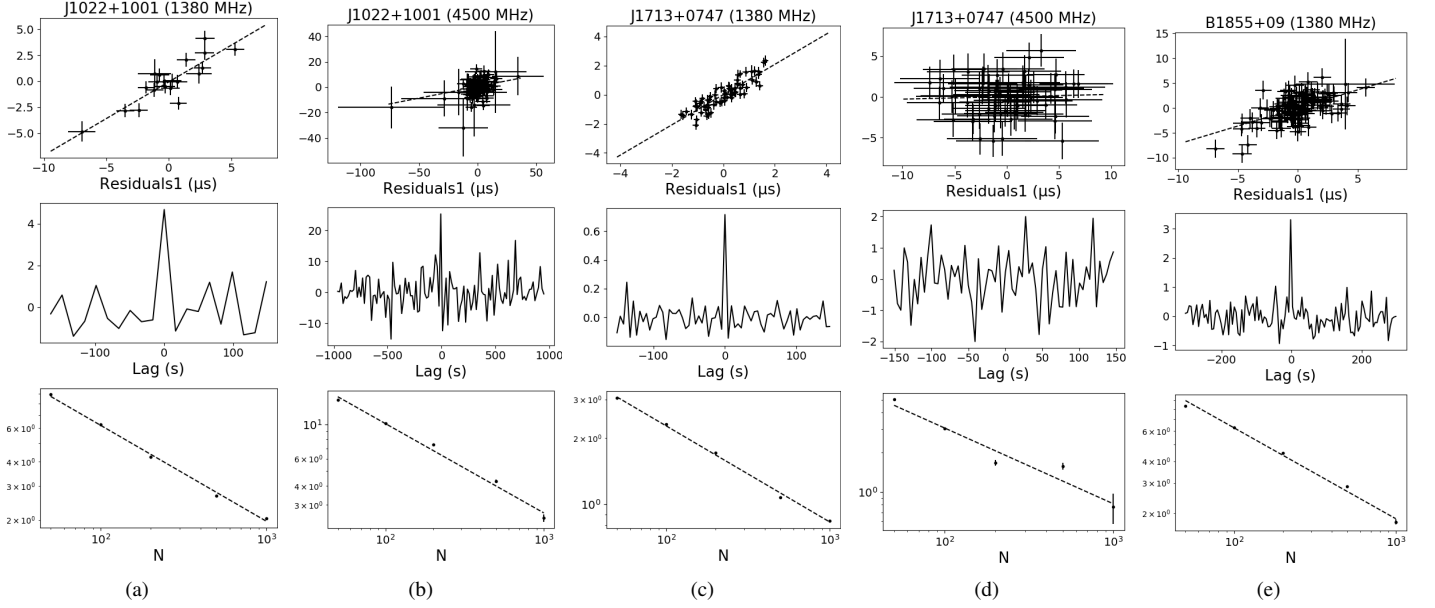 J1022+1001 (1380 MHz)
5.0
2.5
0.0
−2.5
−5.0
−10
−5
0
5
Residuals1 (μs)
J1022+1001 (4500 MHz)
40
20
0
−20
−40
−100
−50
0
50
Residuals1 (μs)
J1713+0747 (1380 MHz)
4
2
0
−2
−4
−4
−2
0
2
4
Residuals1 (μs)
J1713+0747 (4500 MHz)
5
0
−5
−10
−5
0
5
10
Residuals1 (μs)
B1855+09 (1380 MHz)
15
10
5
0
−5
−10
−10
−5
0
5
Residuals1 (μs)
4
2
0
−100
0
100
Lag (s)
20
10
0
−10
−1000
−500
0
500
1000
Lag (s)
0.6
0.4
0.2
0.0
−100
0
100
Lag (s)
2
1
0
−1
−2
−150
−100
−50
0
50
100
150
Lag (s)
3
2
1
0
−1
−200
0
200
Lag (s)
6 × 10⁰
4 × 10⁰
3 × 10⁰
2 × 10⁰
10²
10³
N
10¹
6 × 10⁰
4 × 10⁰
3 × 10⁰
10²
10³
N
3 × 10⁰
2 × 10⁰
10⁰
10²
10³
N
10⁰
10²
10³
N
6 × 10⁰
4 × 10⁰
3 × 10⁰
2 × 10⁰
10²
10³
N
(a)
(b)
(c)
(d)
(e)